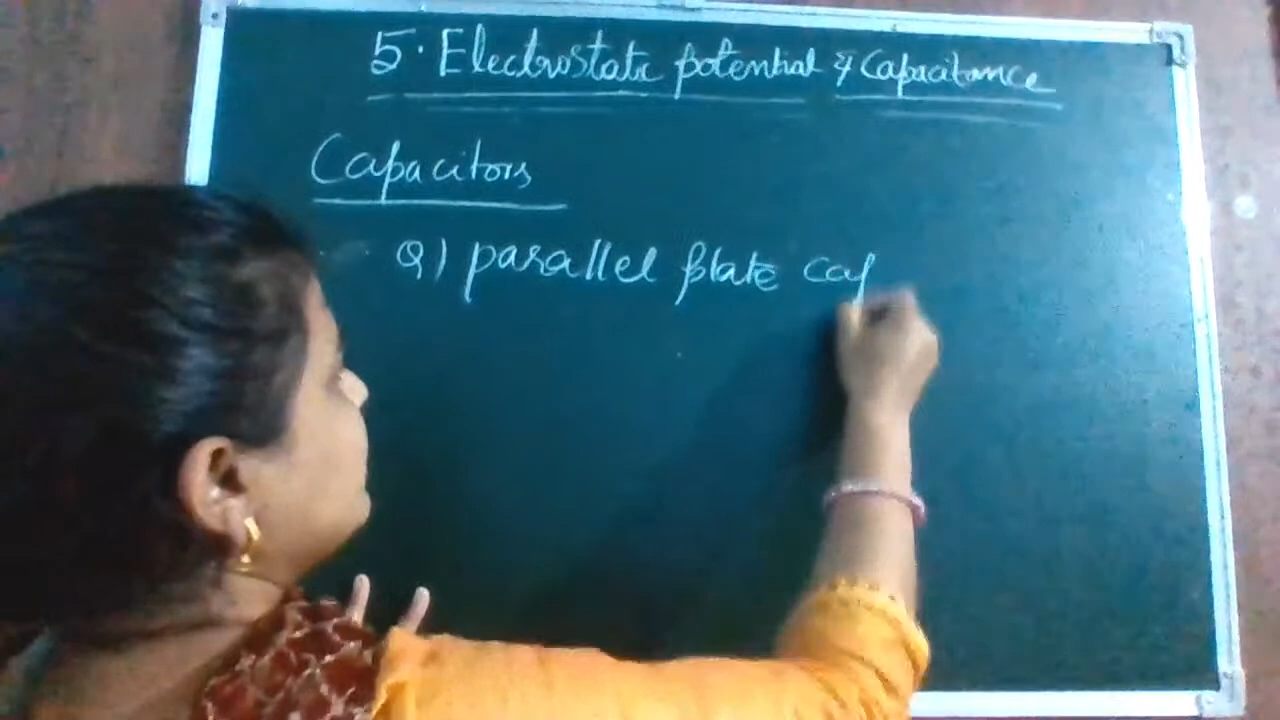 5. Electrostatic potential & Capacitance
Capacitors
Q) parallel plate cap